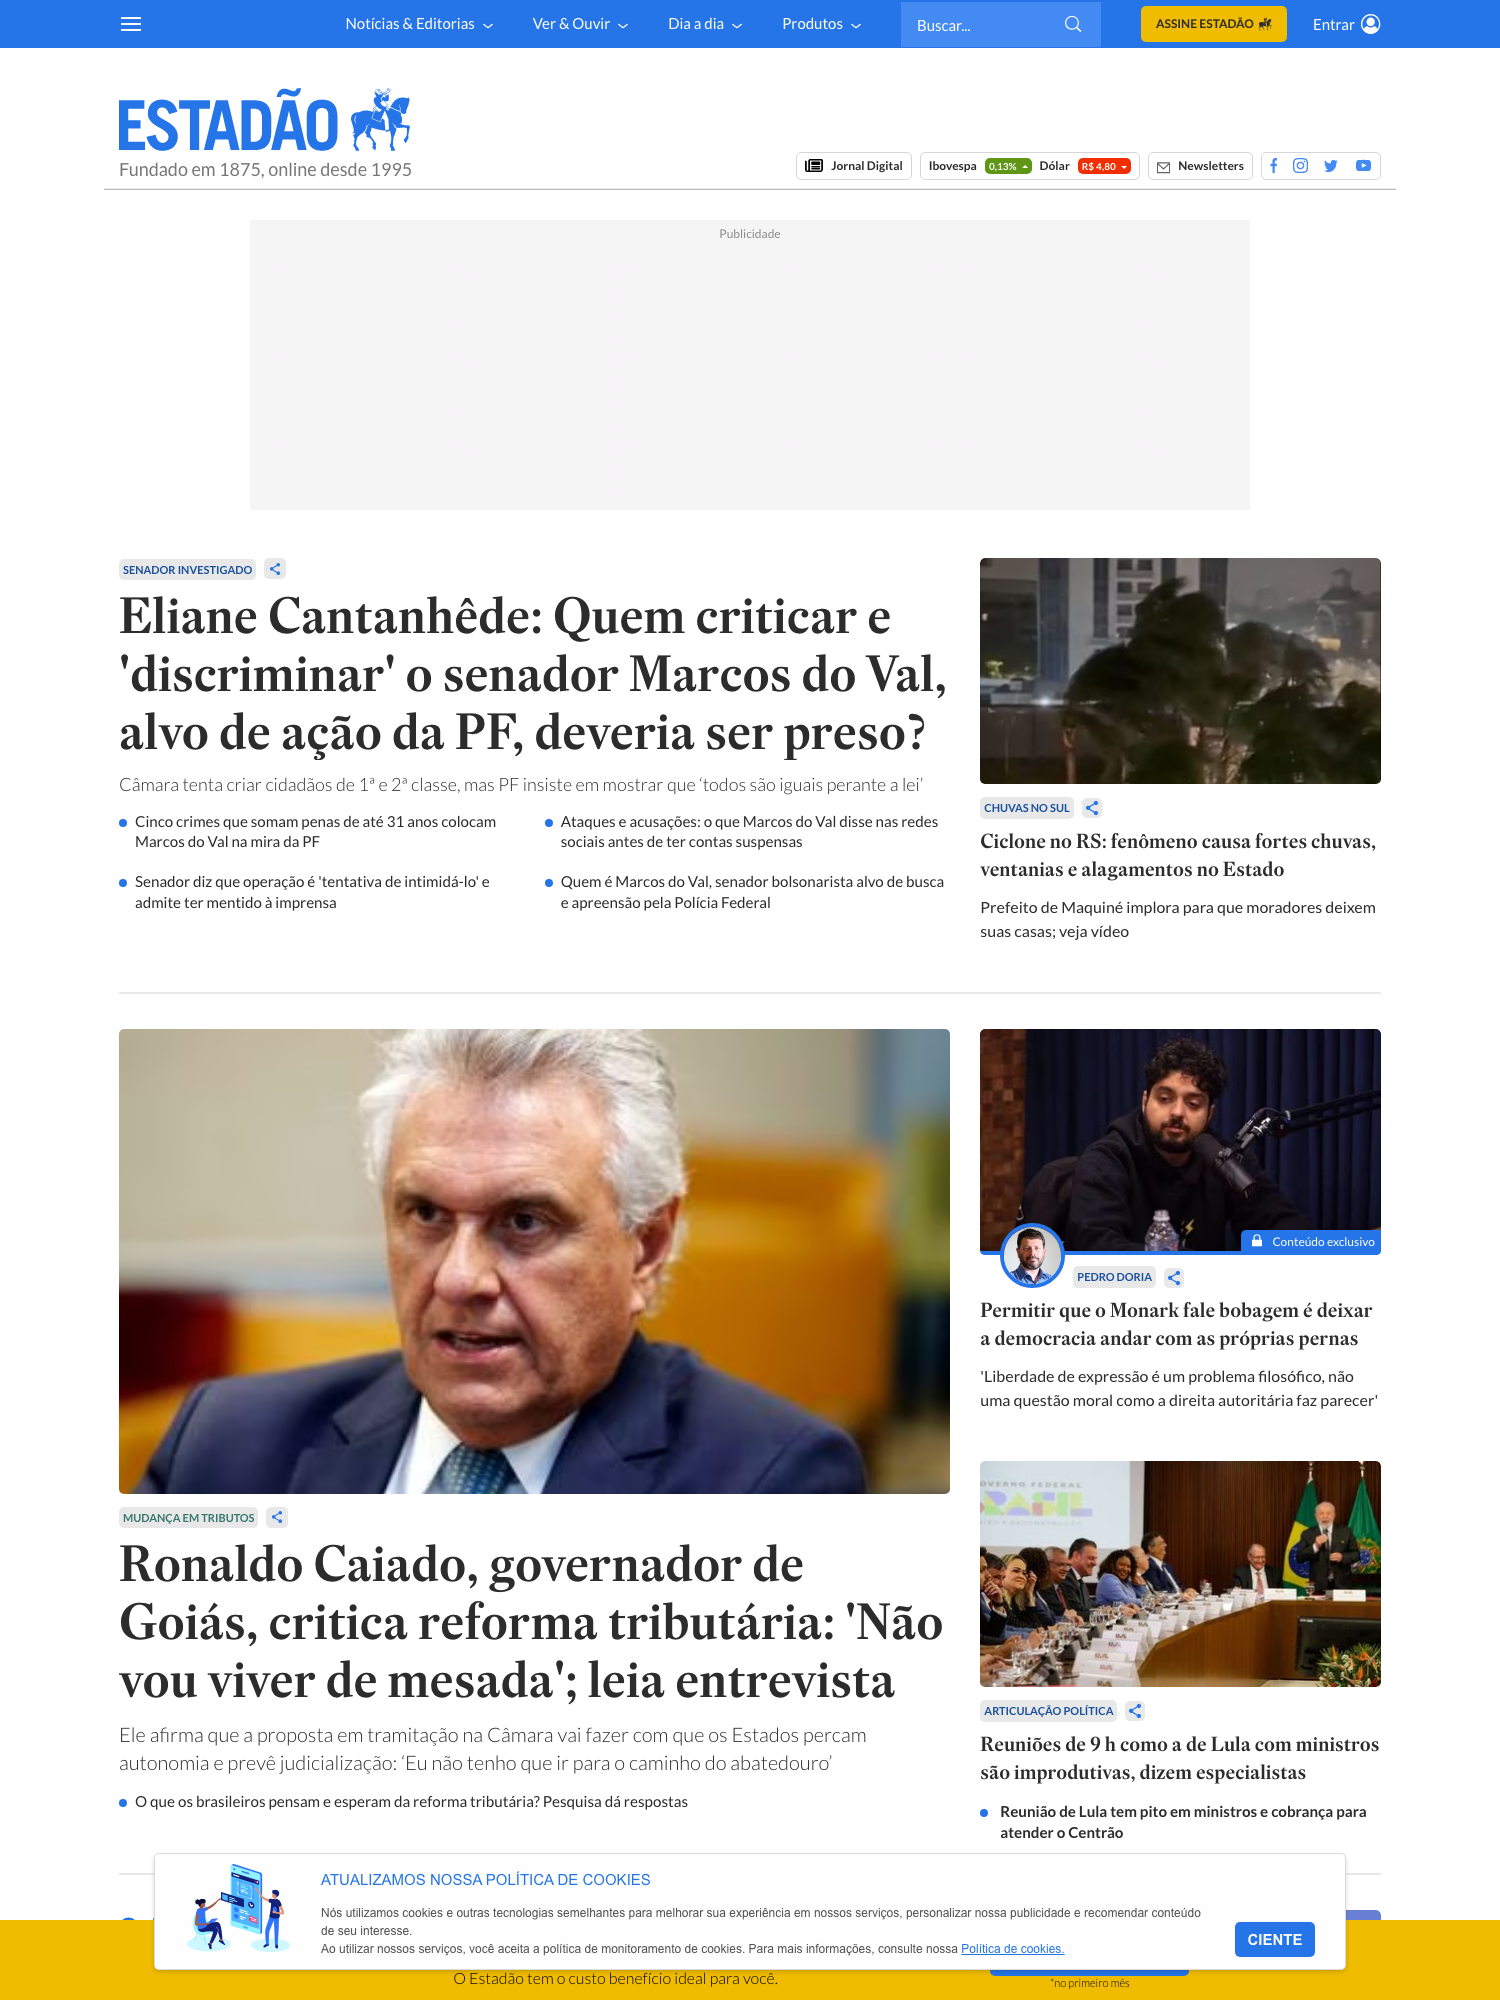 Notícias & Editorias
Ver & Ouvir
Dia a dia
Produtos
Buscar...
ASSINE ESTADÃO
Entrar
ESTADÃO
Fundado em 1875, online desde 1995
Jornal Digital
Ibovespa 0,13% Dólar R$ 4,80
Newsletters
Publicidade
SENADOR INVESTIGADO
Eliane Cantanhêde: Quem criticar e
'discriminar' o senador Marcos do Val,
alvo de ação da PF, deveria ser preso?
Câmara tenta criar cidadãos de 1ª e 2ª classe, mas PF insiste em mostrar que ‘todos são iguais perante a lei’
Cinco crimes que somam penas de até 31 anos colocam
Marcos do Val na mira da PF
Ataques e acusações: o que Marcos do Val disse nas redes
sociais antes de ter contas suspensas
Senador diz que operação é 'tentativa de intimidá-lo' e
admite ter mentido à imprensa
Quem é Marcos do Val, senador bolsonarista alvo de busca
e apreensão pela Polícia Federal
CHUVAS NO SUL
Ciclone no RS: fenômeno causa fortes chuvas,
ventanias e alagamentos no Estado
Prefeito de Maquiné implora para que moradores deixem
suas casas; veja vídeo
MUDANÇA EM TRIBUTOS
Ronaldo Caiado, governador de
Goiás, critica reforma tributária: 'Não
vou viver de mesada'; leia entrevista
Ele afirma que a proposta em tramitação na Câmara vai fazer com que os Estados percam
autonomia e prevê judicialização: ‘Eu não tenho que ir para o caminho do abatedouro’
O que os brasileiros pensam e esperam da reforma tributária? Pesquisa dá respostas
Conteúdo exclusivo
PEDRO DORIA
Permitir que o Monark fale bobagem é deixar
a democracia andar com as próprias pernas
'Liberdade de expressão é um problema filosófico, não
uma questão moral como a direita autoritária faz parecer'
OVERNO FEDERAL
BRASIL
ARTICULAÇÃO POLÍTICA
Reuniões de 9 h como a de Lula com ministros
são improdutivas, dizem especialistas
Reunião de Lula tem pito em ministros e cobrança para
atender o Centrão
ATUALIZAMOS NOSSA POLÍTICA DE COOKIES
Nós utilizamos cookies e outras tecnologias semelhantes para melhorar sua experiência em nossos serviços, personalizar nossa publicidade e recomendar conteúdo
de seu interesse.
Ao utilizar nossos serviços, você aceita a política de monitoramento de cookies. Para mais informações, consulte nossa Política de cookies.
CIENTE
O Estadão tem o custo benefício ideal para você.
*no primeiro mês